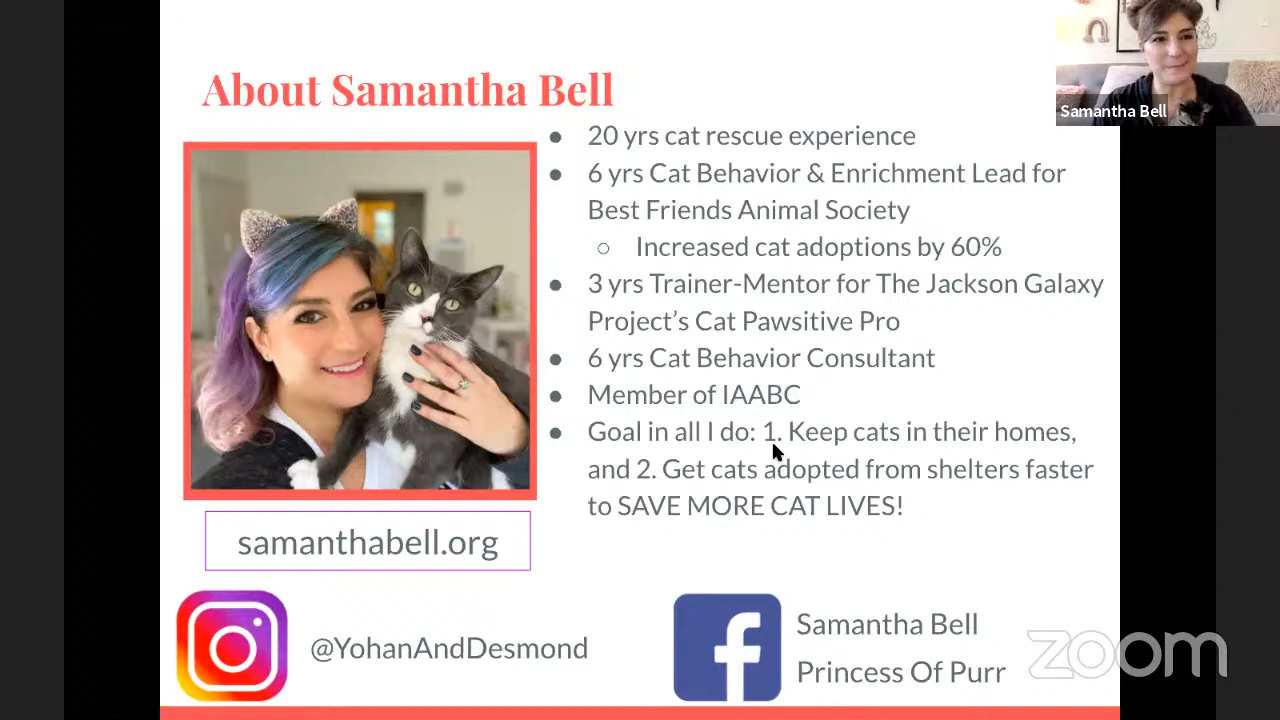 About Samantha Bell
Samantha Bell
● 20 yrs cat rescue experience
● 6 yrs Cat Behavior & Enrichment Lead for
Best Friends Animal Society
○ Increased cat adoptions by 60%
● 3 yrs Trainer-Mentor for The Jackson Galaxy
Project’s Cat Pawsitive Pro
● 6 yrs Cat Behavior Consultant
● Member of IAABC
● Goal in all I do: 1. Keep cats in their homes,
and 2. Get cats adopted from shelters faster
to SAVE MORE CAT LIVES!
samanthabell.org
@YohanAndDesmond
Samantha Bell
Princess Of Purr
zoom